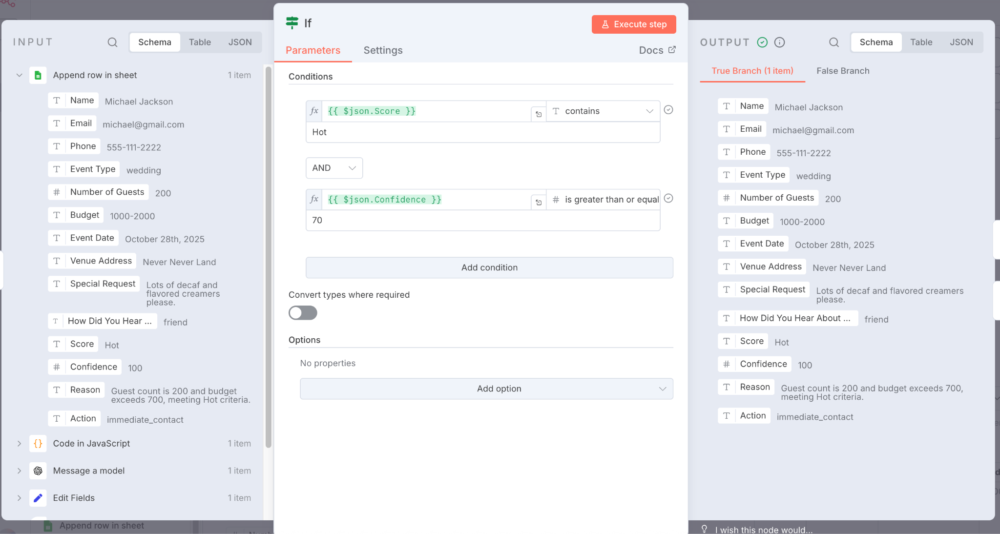 INPUT
Schema
Table
JSON
Append row in sheet
1 item
Name
Michael Jackson
Email
michael@gmail.com
Phone
555-111-2222
Event Type
wedding
Number of Guests
200
Budget
1000-2000
Event Date
October 28th, 2025
Venue Address
Never Never Land
Special Request
Lots of decaf and
flavored creamers
please.
How Did You Hear ...
friend
Score
Hot
Confidence
100
Reason
Guest count is 200 and budget
exceeds 700, meeting Hot criteria.
Action
immediate_contact
Code in JavaScript
1 item
Message a model
1 item
Edit Fields
1 item
Append row in sheet
If
Execute step
Parameters
Settings
Docs
Conditions
fx
{{ $json.Score }}
T contains
Hot
AND
fx
{{ $json.Confidence }}
# is greater than or equal
70
Add condition
Convert types where required
Options
No properties
Add option
OUTPUT
Schema
Table
JSON
True Branch (1 item)
False Branch
Name
Michael Jackson
Email
michael@gmail.com
Phone
555-111-2222
Event Type
wedding
Number of Guests
200
Budget
1000-2000
Event Date
October 28th, 2025
Venue Address
Never Never Land
Special Request
Lots of decaf and flavored creamers
please.
How Did You Hear About ...
friend
Score
Hot
Confidence
100
Reason
Guest count is 200 and budget exceeds 700,
meeting Hot criteria.
Action
immediate_contact
I wish this node would...